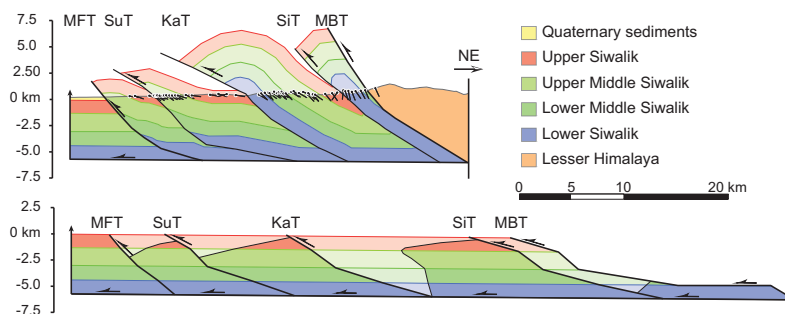 7.5
MFT SuT KaT SiT MBT
5.0
2.50
0 km
-2.5
-5.0
-7.5
NE
Quaternary sediments
Upper Siwalik
Upper Middle Siwalik
Lower Middle Siwalik
Lower Siwalik
Lesser Himalaya
0 5 10 20 km
2.5
MFT SuT KaT SiT MBT
0 km
-2.5
-5.0
-7.5